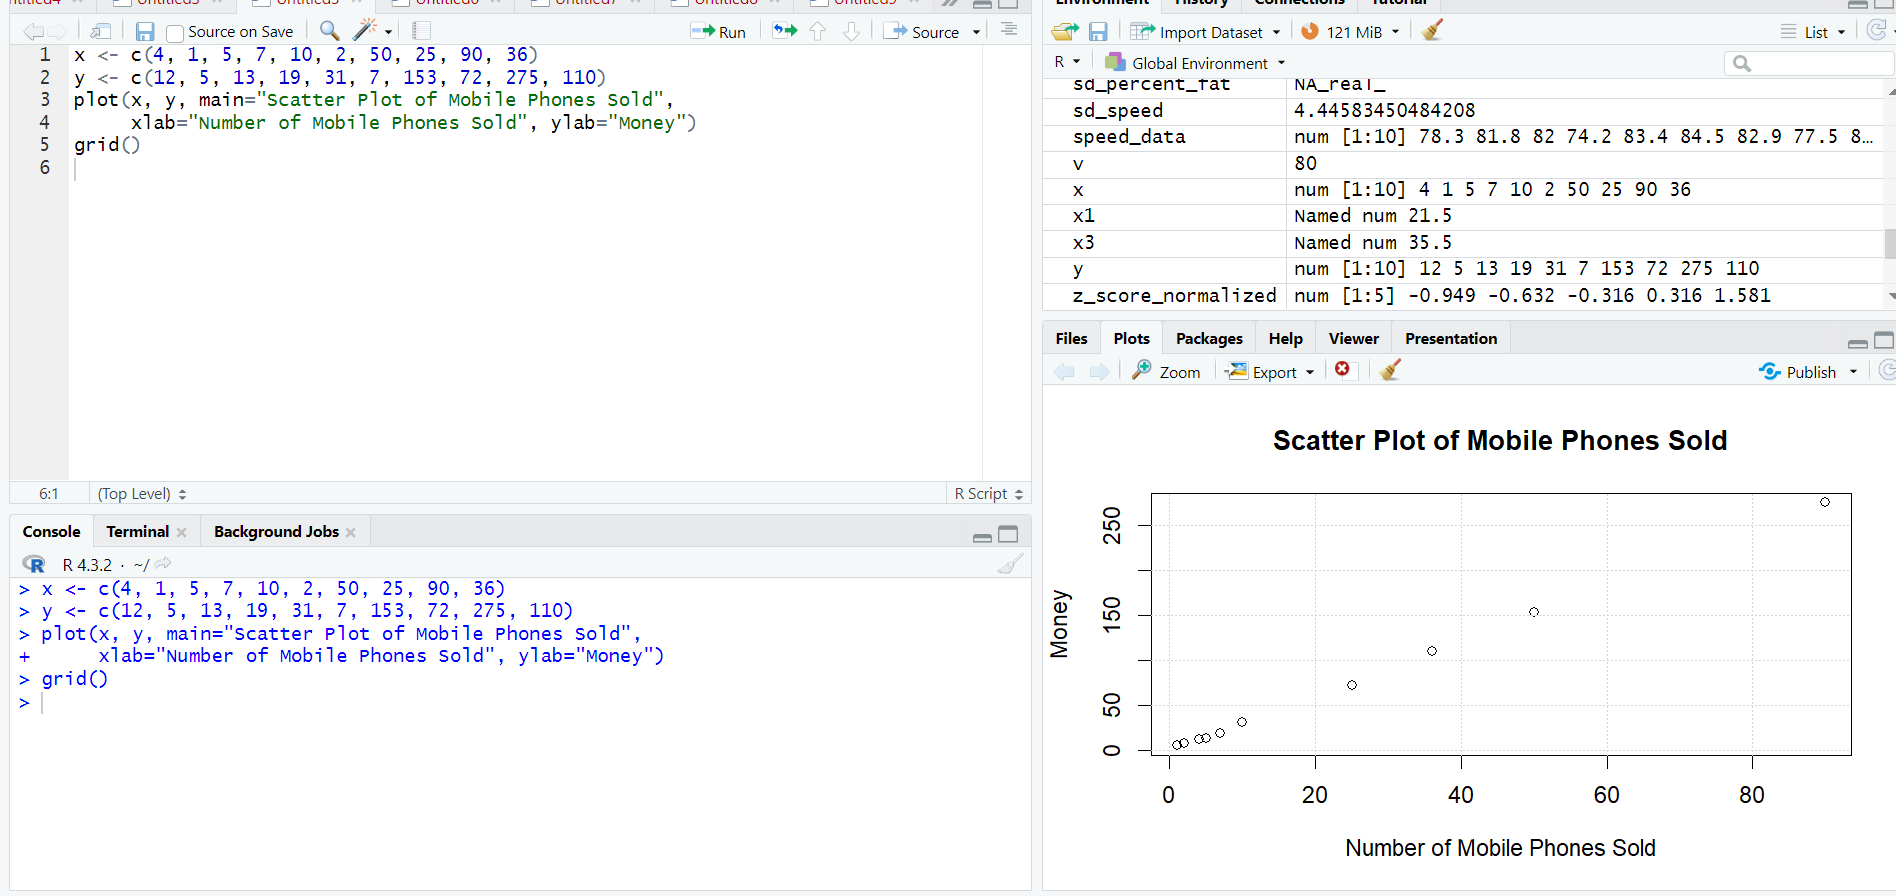 Source on Save
Run
Source
1 x <- c(4, 1, 5, 7, 10, 2, 50, 25, 90, 36)
2 y <- c(12, 5, 13, 19, 31, 7, 153, 72, 275, 110)
3 plot(x, y, main="Scatter Plot of Mobile Phones Sold",
4 xlab="Number of Mobile Phones Sold", ylab="Money")
5 grid()
6
6:1 (Top Level) R Script
Console Terminal Background Jobs
R 4.3.2 · ~/
> x <- c(4, 1, 5, 7, 10, 2, 50, 25, 90, 36)
> y <- c(12, 5, 13, 19, 31, 7, 153, 72, 275, 110)
> plot(x, y, main="Scatter Plot of Mobile Phones Sold",
+ xlab="Number of Mobile Phones Sold", ylab="Money")
> grid()
>
Environment History Connections Tutorial
Import Dataset 121 MiB List
R Global Environment
sd_percent_fat NA_real_
sd_speed 4.44583450484208
speed_data num [1:10] 78.3 81.8 82 74.2 83.4 84.5 82.9 77.5 8...
v 80
x num [1:10] 4 1 5 7 10 2 50 25 90 36
x1 Named num 21.5
x3 Named num 35.5
y num [1:10] 12 5 13 19 31 7 153 72 275 110
z_score_normalized num [1:5] -0.949 -0.632 -0.316 0.316 1.581
Files Plots Packages Help Viewer Presentation
Zoom Export Publish
Scatter Plot of Mobile Phones Sold
Money
250
150
50
0
0 20 40 60 80
Number of Mobile Phones Sold